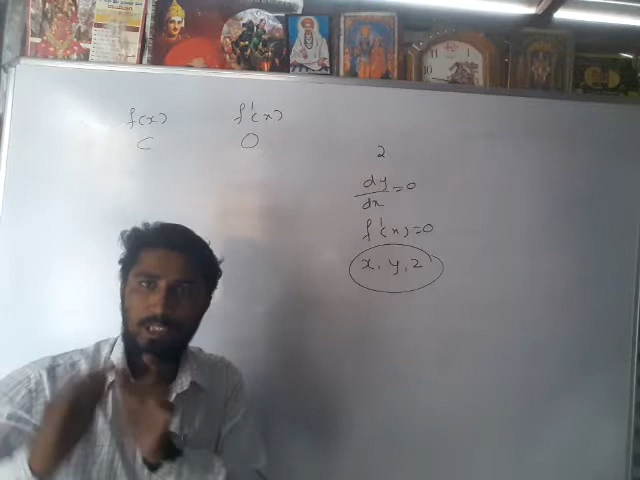 f(x) f'(x)
C 0
2
dy/dx=0
f'(x)=0
x, y, z